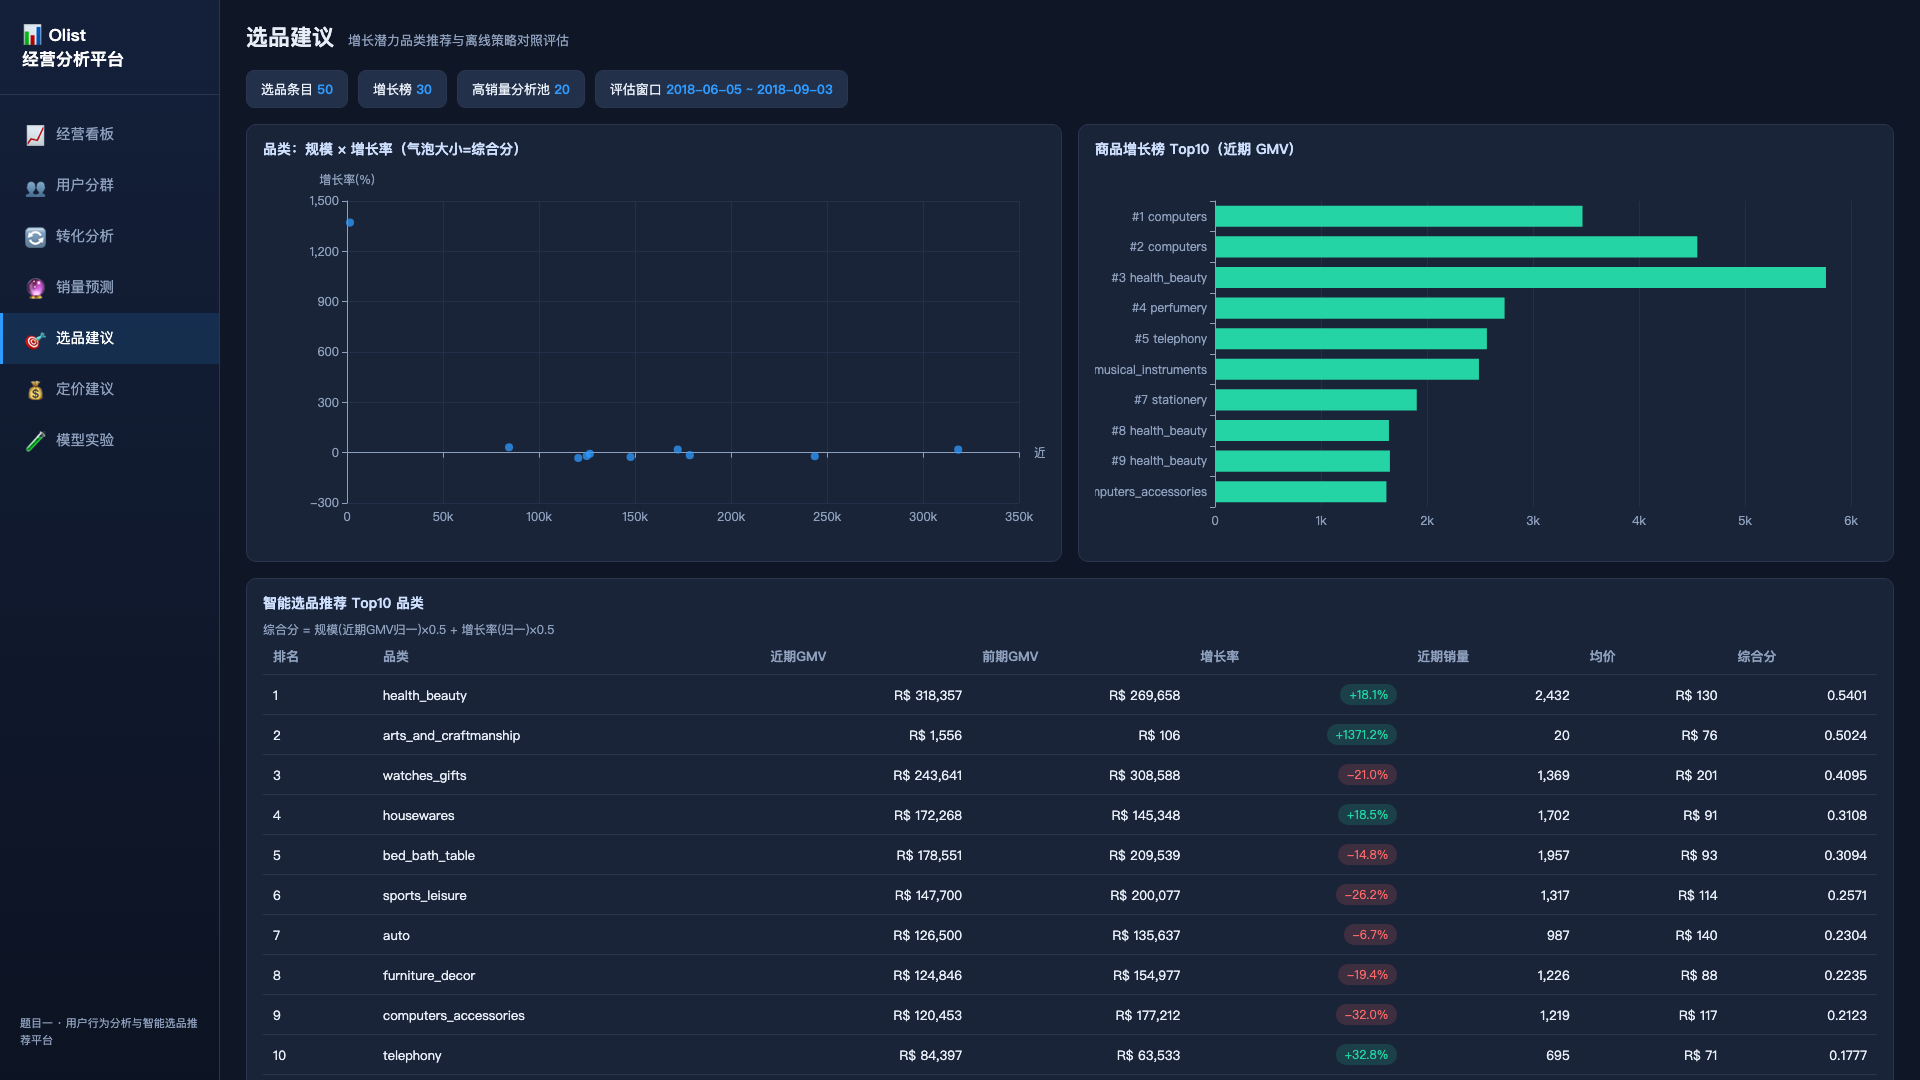 Olist
经营分析平台
经营看板
用户分群
转化分析
销量预测
选品建议
定价建议
模型实验
题目一 · 用户行为分析与智能选品推
荐平台
选品建议 增长潜力品类推荐与离线策略对照评估
选品条目 50 增长榜 30 高销量分析池 20 评估窗口 2018-06-05 ~ 2018-09-03
品类：规模 × 增长率（气泡大小=综合分）
增长率(%)
1,500
1,200
900
600
300
0
近
-300
0 50k 100k 150k 200k 250k 300k 350k
商品增长榜 Top10（近期 GMV）
#1 computers
#2 computers
#3 health_beauty
#4 perfumery
#5 telephony
musical_instruments
#7 stationery
#8 health_beauty
#9 health_beauty
nputers_accessories
0 1k 2k 3k 4k 5k 6k
智能选品推荐 Top10 品类
综合分 = 规模(近期GMV归一)×0.5 + 增长率(归一)×0.5
排名 品类 近期GMV 前期GMV 增长率 近期销量 均价 综合分
1 health_beauty R$ 318,357 R$ 269,658 +18.1% 2,432 R$ 130 0.5401
2 arts_and_craftmanship R$ 1,556 R$ 106 +1371.2% 20 R$ 76 0.5024
3 watches_gifts R$ 243,641 R$ 308,588 -21.0% 1,369 R$ 201 0.4095
4 housewares R$ 172,268 R$ 145,348 +18.5% 1,702 R$ 91 0.3108
5 bed_bath_table R$ 178,551 R$ 209,539 -14.8% 1,957 R$ 93 0.3094
6 sports_leisure R$ 147,700 R$ 200,077 -26.2% 1,317 R$ 114 0.2571
7 auto R$ 126,500 R$ 135,637 -6.7% 987 R$ 140 0.2304
8 furniture_decor R$ 124,846 R$ 154,977 -19.4% 1,226 R$ 88 0.2235
9 computers_accessories R$ 120,453 R$ 177,212 -32.0% 1,219 R$ 117 0.2123
10 telephony R$ 84,397 R$ 63,533 +32.8% 695 R$ 71 0.1777